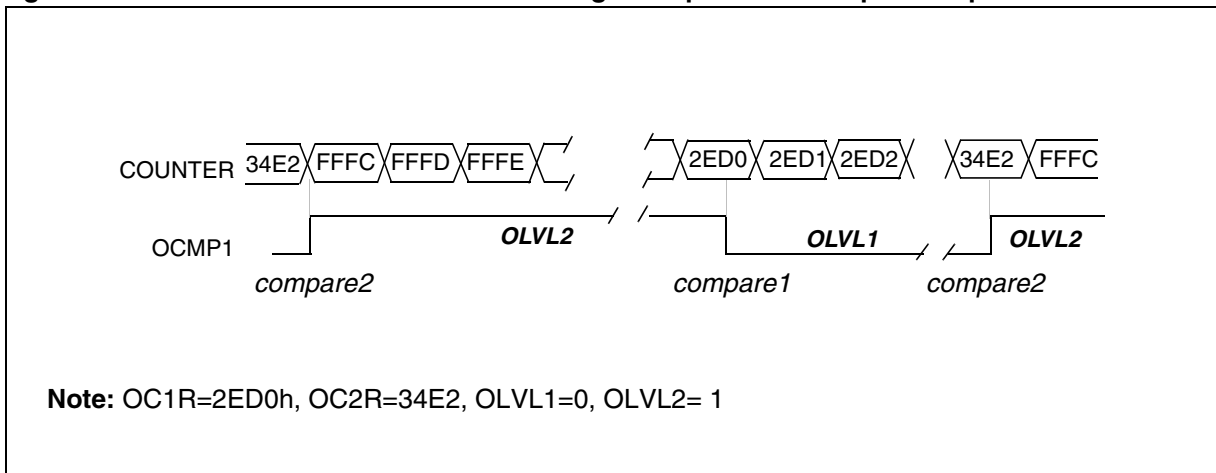 COUNTER 34E2 FFFC FFFD FFFE 2ED0 2ED1 2ED2 34E2 FFFC
OCMP1 OLVL2 OLVL1 OLVL2
compare2 compare1 compare2
Note: OC1R=2ED0h, OC2R=34E2, OLVL1=0, OLVL2= 1